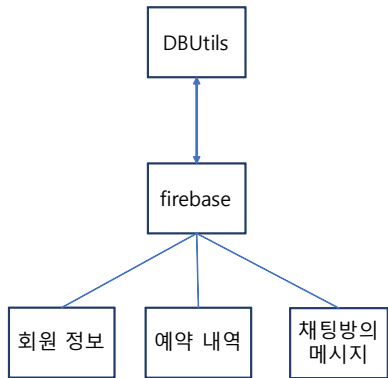 DBUtils
firebase
회원 정보
예약 내역
채팅방의
메시지